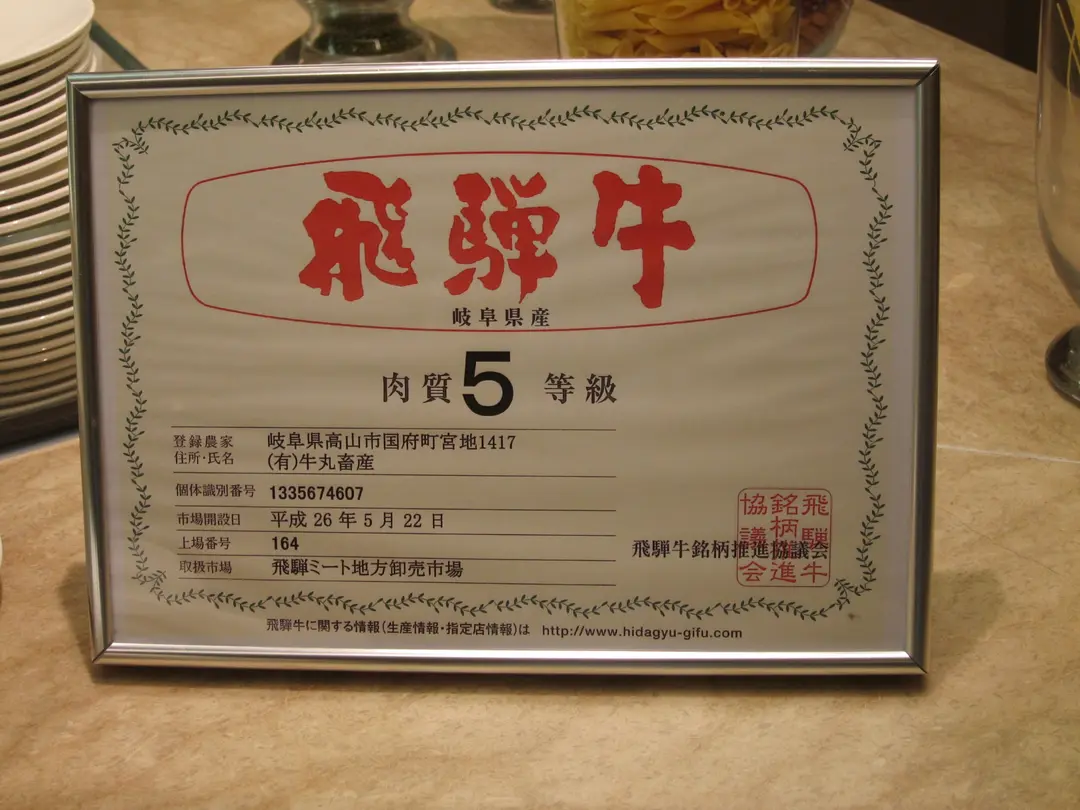 飛騨牛
岐阜県産
肉質5等級
登録農家 岐阜県高山市国府町宮地1417
住所・氏名 (有)牛丸畜産
個体識別番号 1335674607
市場開設日 平成26年5月22日
上場番号 164
取扱市場 飛騨ミート地方卸売市場
飛騨牛銘柄推進協議会
飛騨牛
銘柄推進
協議会
飛騨牛に関する情報(生産情報・指定店情報)は http://www.hidagyu-gifu.com